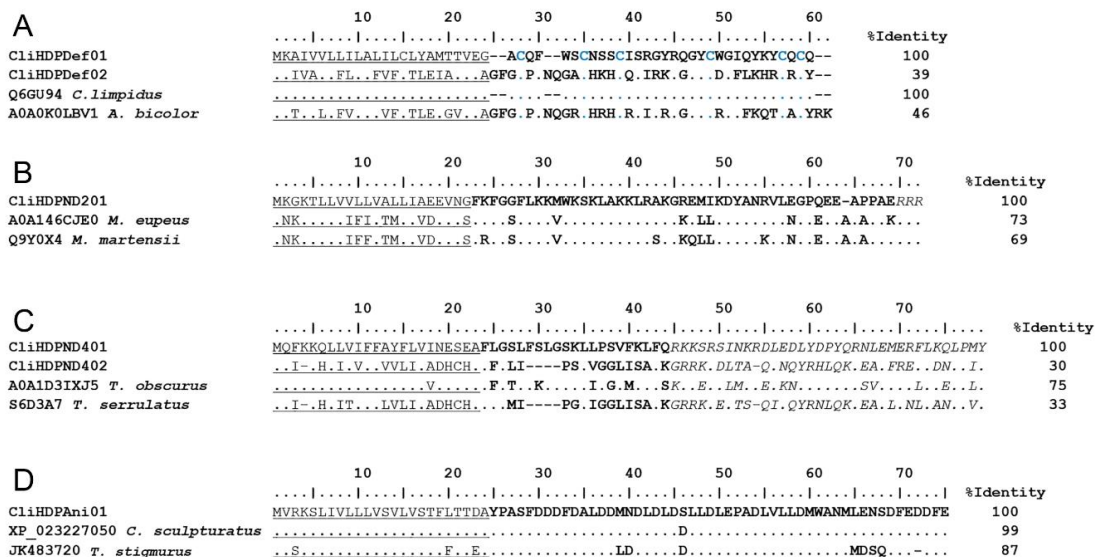 A
10 20 30 40 50 60
....|....|....|....|....|....|....|....|....|....|....|....|.. %Identity
CliHDPDef01 MKAIVVLLILALILCLYAMTTVEG--ACQF--WSCNSSCISRGYRQGYCWGIQYKYCQCQ-- 100
CliHDPDef02 ..IVA..FL...FVF.TLEIA...AGFG.P.NQGA.HKH.Q.IRK.G...D.FLKHR.R.Y-- 39
Q6GU94 C.limpidus ........................--....--............................-- 100
A0A0K0LBV1 A. bicolor ..T..L.FV...VF.TLE.GV..AGFG.P.NQGR.HRH.R.I.R.G...R..FKQT.A.YRK 46
B
10 20 30 40 50 60 70
....|....|....|....|....|....|....|....|....|....|....|....|....|....|.. %Identity
CliHDPND201 MKGKTLLVVLLVALLIAEEVNGFKFGGFLKKMWKSKLAKKLRAKGREMIKDYANRVLEGPQEE-APPAERRR 100
A0A146CJE0 M. eupeus .NK.....IFI.TM...VD...S....S....V.............K.LL........N..E..A.A..R... 73
Q9Y0X4 M. martensii .NK.....IFF.TM...VD...S.R..S....V..........S..KQLL.....K..N..E..A.A...... 69
C
10 20 30 40 50 60 70
....|....|....|....|....|....|....|....|....|....|....|....|....|....|....|.... %Identity
CliHDPND401 MQFKKQLLVIFFAYFLVINESEAFLGSLFSLGSKLLPSVFKLFQRKKSRSINKRDLEDLYDPYQRNLEMERFLKQLPMY 100
CliHDPND402 ..I-.H.I.V..VVLI.ADHCH..F.LI----.PS.VGGLISA.KGRKK.DLTA-QNQYRHLQK.EA.FRE..DN..I. 30
A0A1D3IXJ5 T. obscurus .................V......F.T..K.....I.G.M...SK..E..LM..E.KN......SV.....L..E..L. 75
S6D3A7 T. serrulatus ..I-.H.IT...LVLI.ADHCH....MI----PG.IGGLISA.KGRRK.E.TS-QI.QYRNLQK.EA.L.NL.AN..V. 33
D
10 20 30 40 50 60 70
....|....|....|....|....|....|....|....|....|....|....|....|....|....|....| %Identity
CliHDPAni01 MVRKSLIVLLLVSVLVSTFLTTDAYPASFDDDFDALDDMNDLDLDSLLDLEPADLVLLDMWANMLENSDFEDDFE 100
XP_023227050 C. sculpturatus .............................................D............................. 99
JK483720 T. stigmurus ..S................F..E...............LD.....D..................MDSQ...-... 87